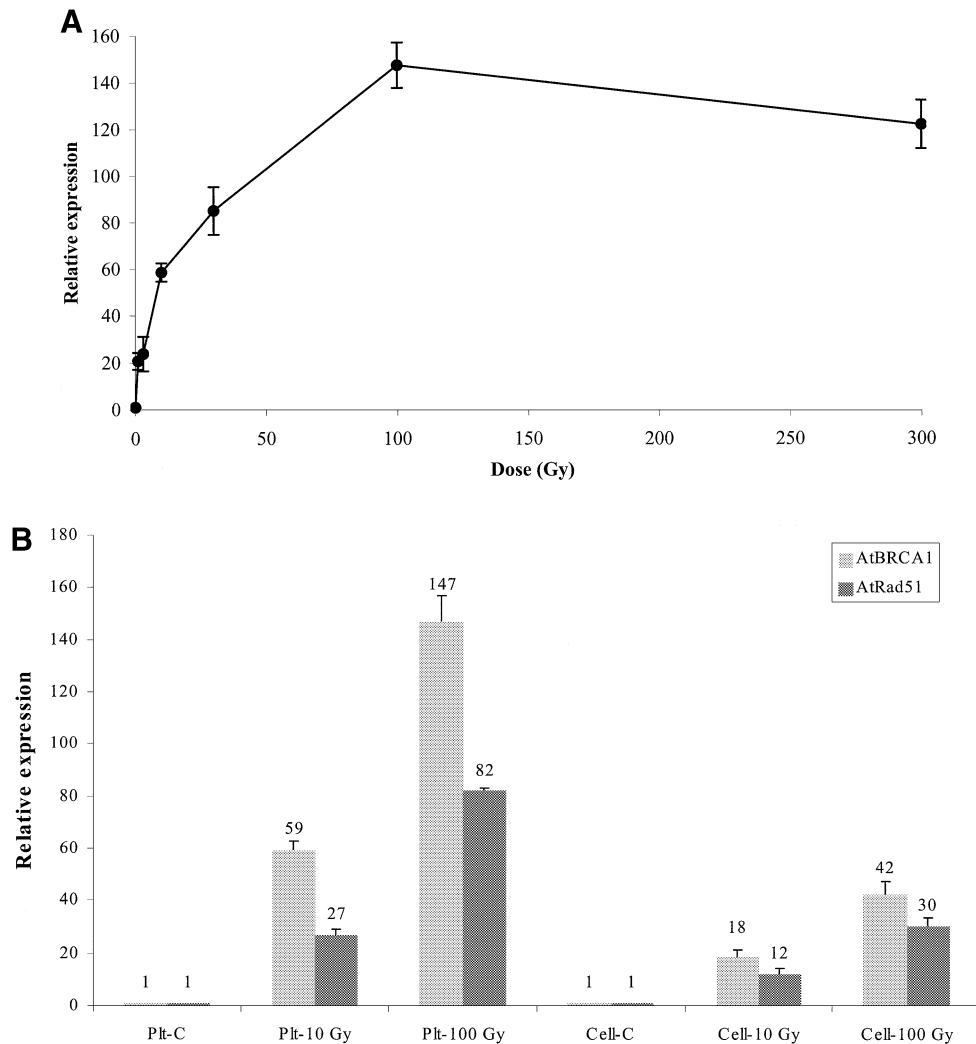 A
160
140
120
100
80
60
40
20
0
Relative expression
0 50 100 150 200 250 300
Dose (Gy)
B
180
160
140
120
100
80
60
40
20
0
Relative expression
AtBRCA1
AtRad51
1 1 59 27 147 82 1 1 18 12 42 30
Plt-C Plt-10 Gy Plt-100 Gy Cell-C Cell-10 Gy Cell-100 Gy